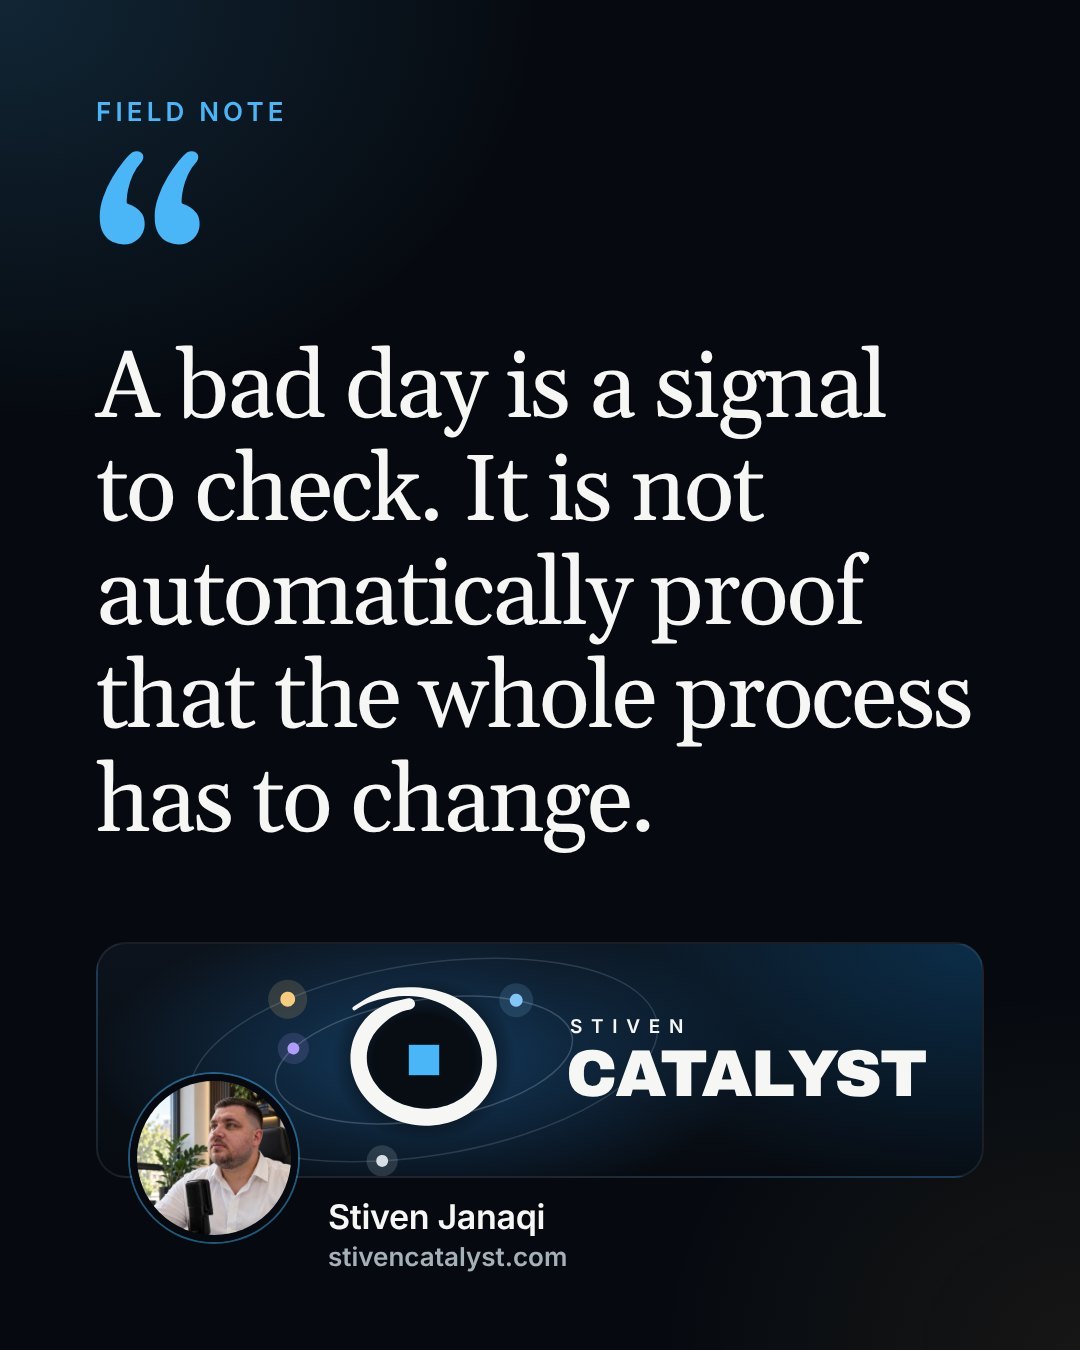 FIELD NOTE
“
A bad day is a signal
to check. It is not
automatically proof
that the whole process
has to change.
STIVEN
CATALYST
Stiven Janaqi
stivencatalyst.com